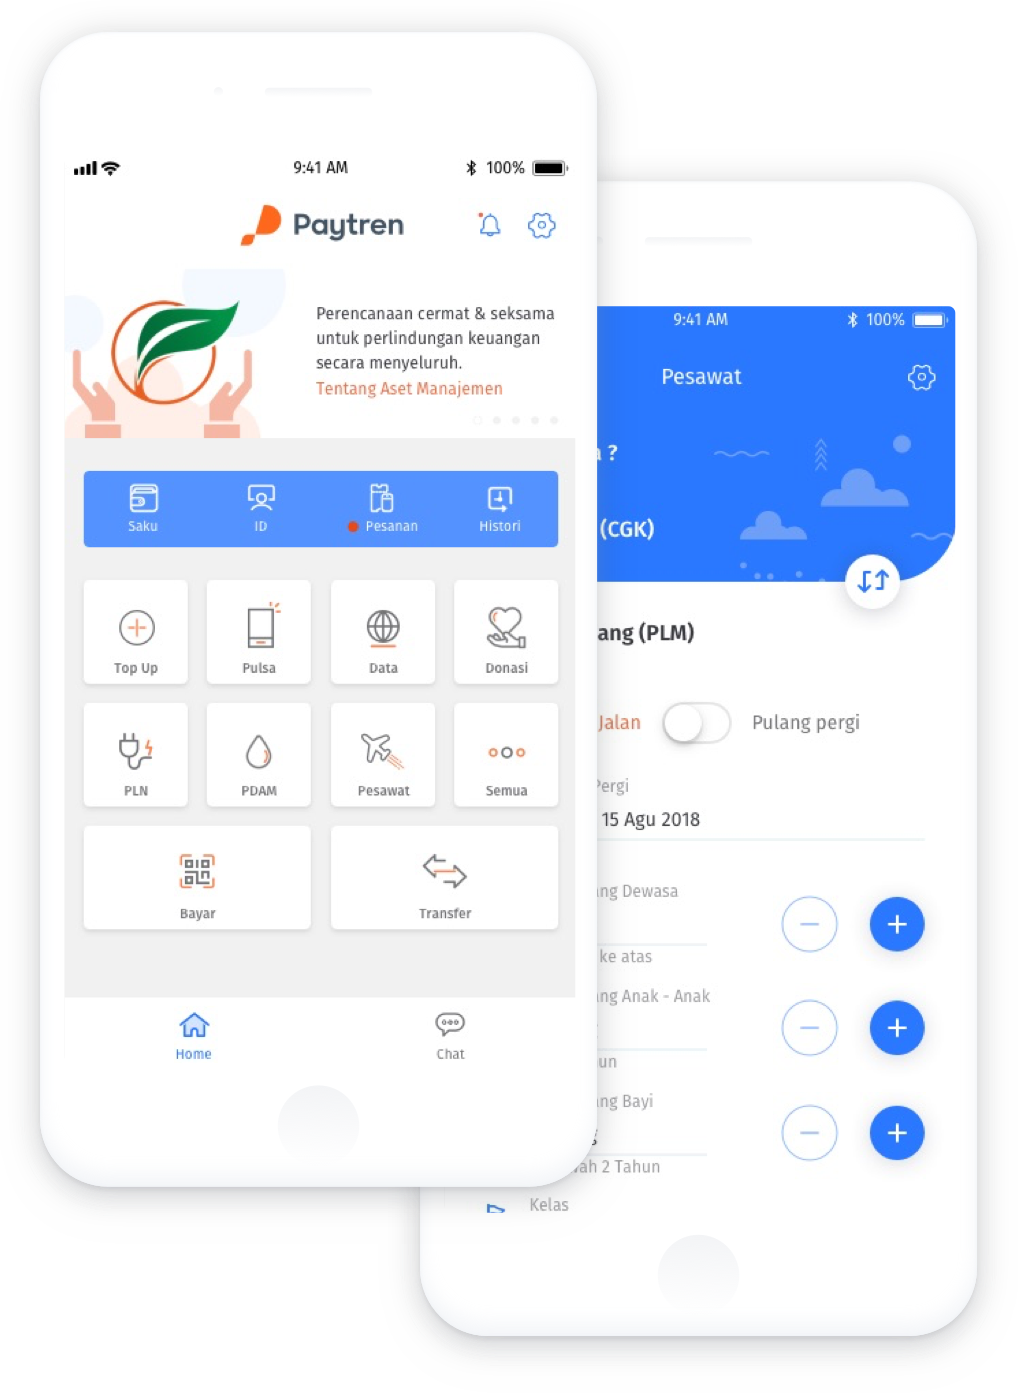 9:41 AM
100%
Paytren
Perencanaan cermat & seksama
untuk perlindungan keuangan
secara menyeluruh.
Tentang Aset Manajemen
Saku
ID
Pesanan
Histori
Top Up
Pulsa
Data
Donasi
PLN
PDAM
Pesawat
Semua
Bayar
Transfer
Home
Chat
9:41 AM
100%
Pesawat
?
(CGK)
ang (PLM)
Jalan
Pulang pergi
Pergi
15 Agu 2018
ang Dewasa
ke atas
ang Anak - Anak
un
ang Bayi
ah 2 Tahun
Kelas